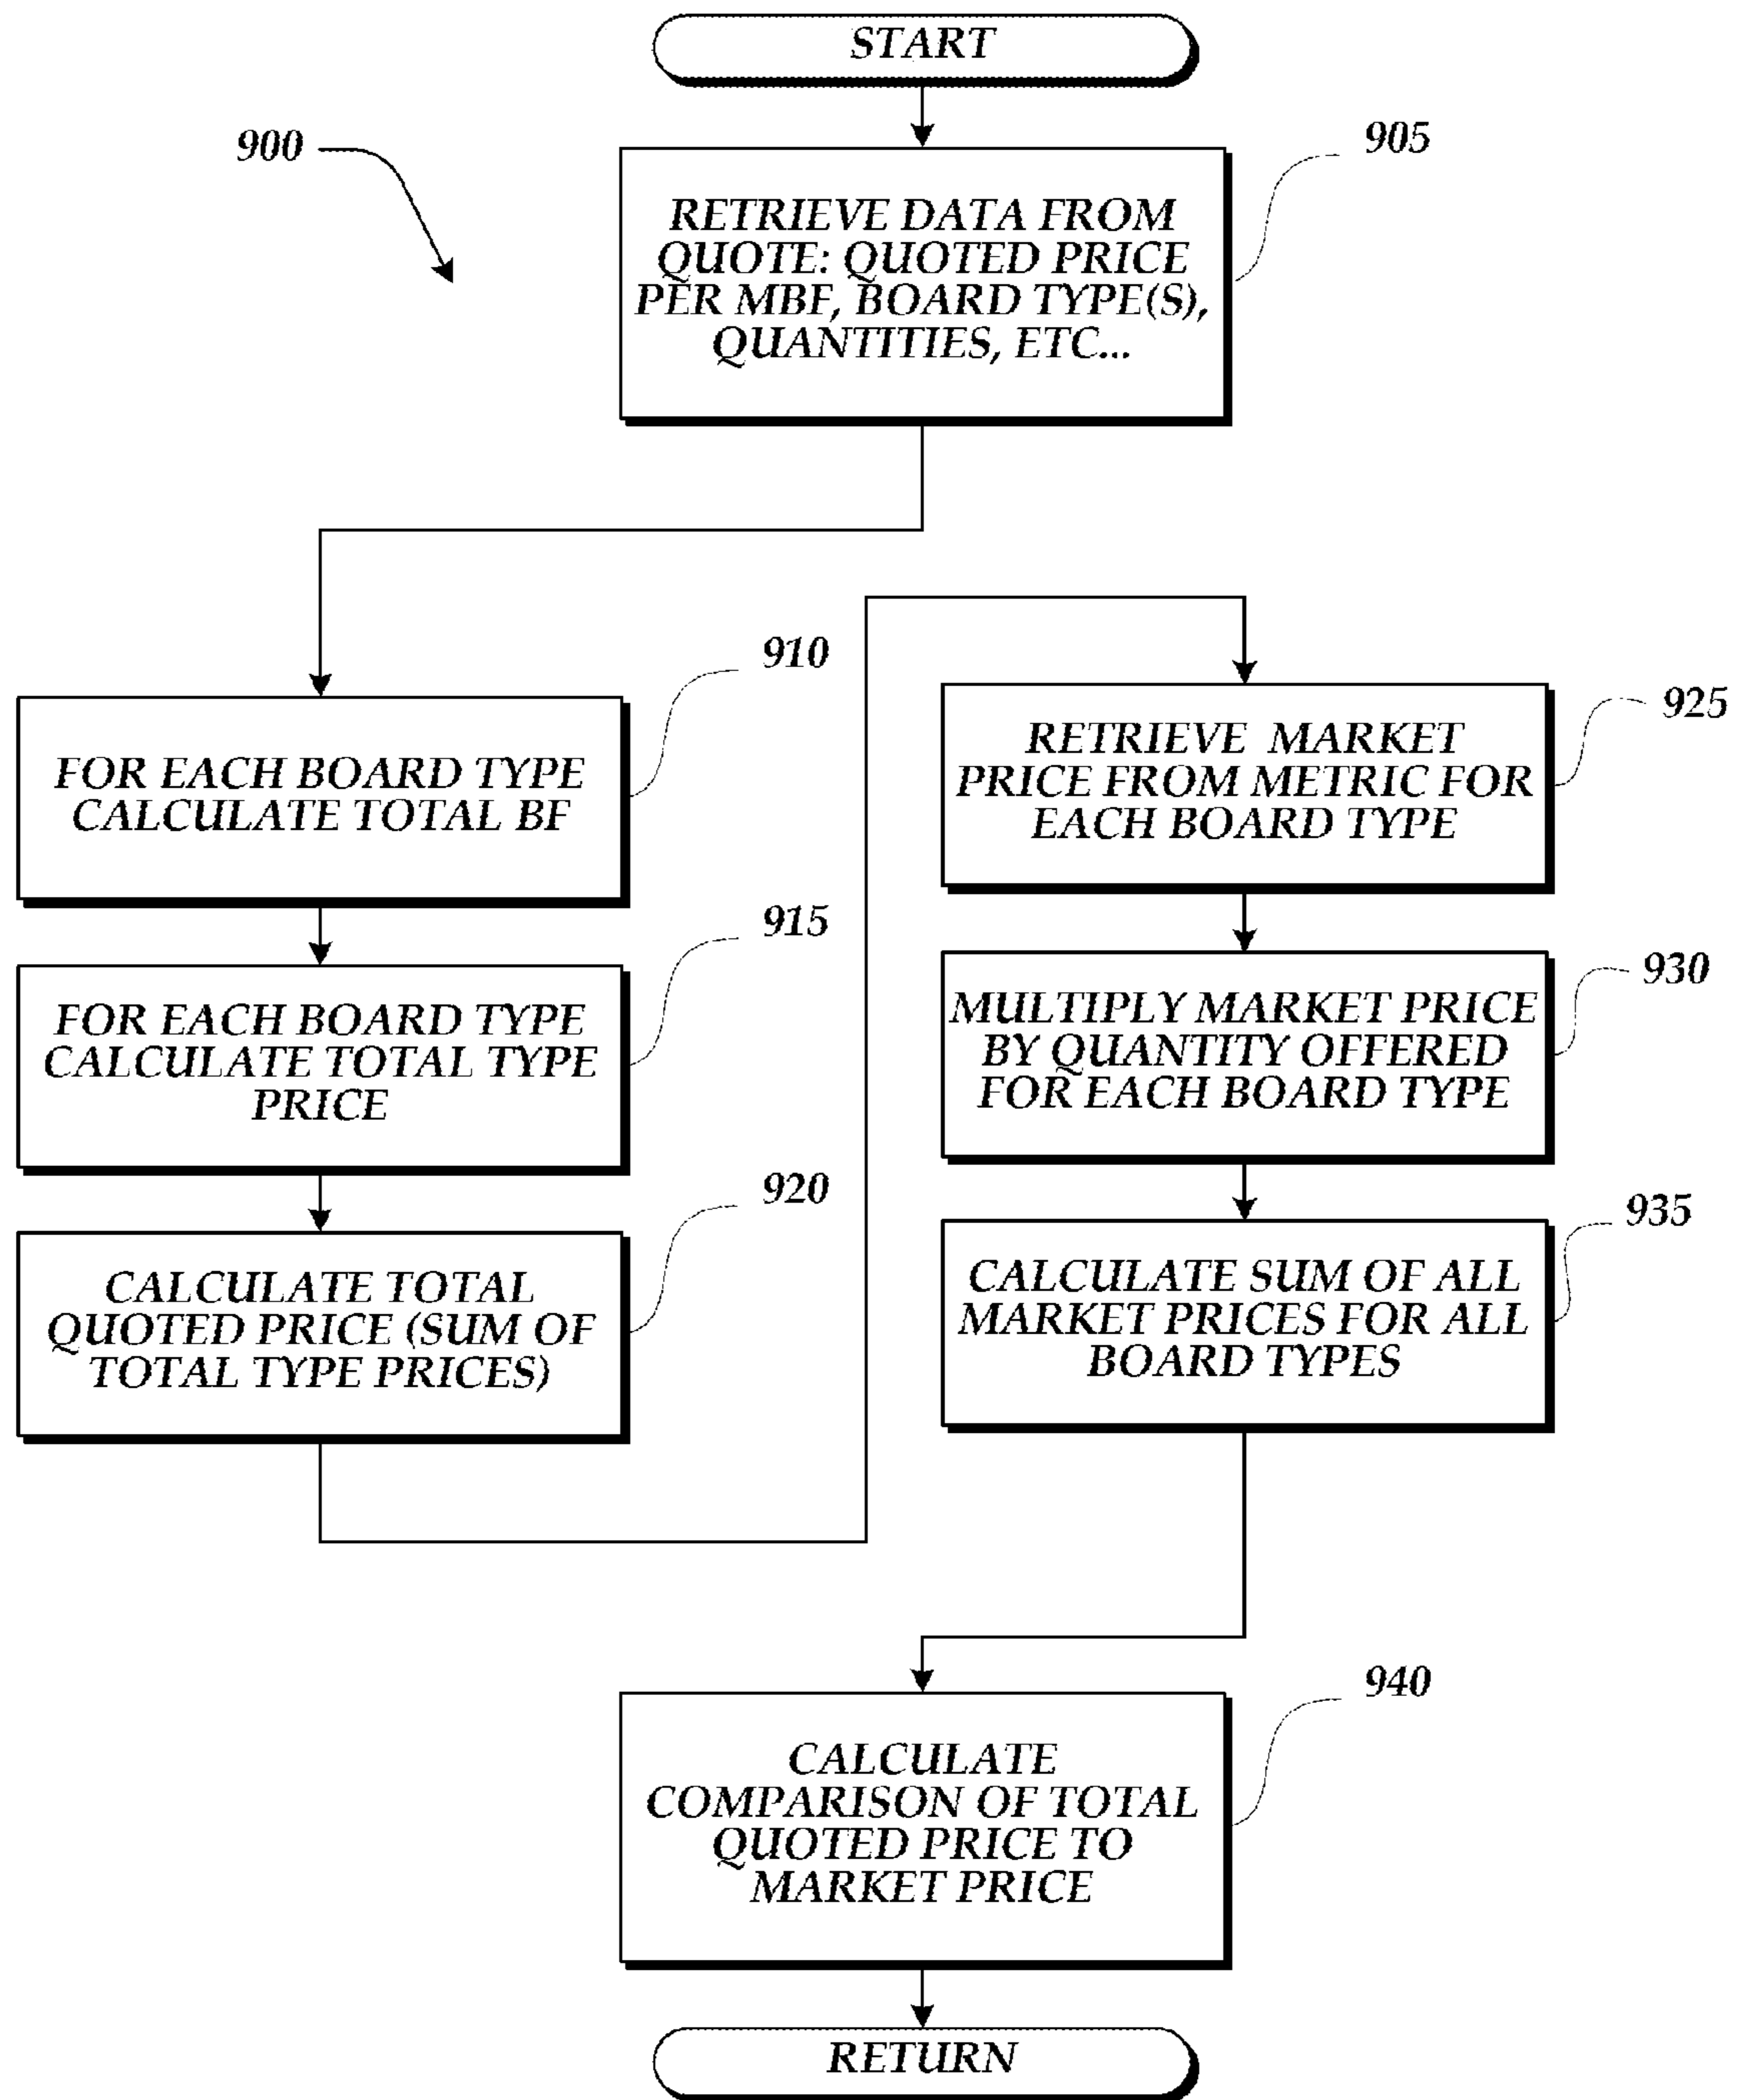 START
900
905
RETRIEVE DATA FROM
QUOTE: QUOTED PRICE
PER MBF, BOARD TYPE(S),
QUANTITIES, ETC...
910
FOR EACH BOARD TYPE
CALCULATE TOTAL BF
915
FOR EACH BOARD TYPE
CALCULATE TOTAL TYPE
PRICE
920
CALCULATE TOTAL
QUOTED PRICE (SUM OF
TOTAL TYPE PRICES)
925
RETRIEVE MARKET
PRICE FROM METRIC FOR
EACH BOARD TYPE
930
MULTIPLY MARKET PRICE
BY QUANTITY OFFERED
FOR EACH BOARD TYPE
935
CALCULATE SUM OF ALL
MARKET PRICES FOR ALL
BOARD TYPES
940
CALCULATE
COMPARISON OF TOTAL
QUOTED PRICE TO
MARKET PRICE
RETURN